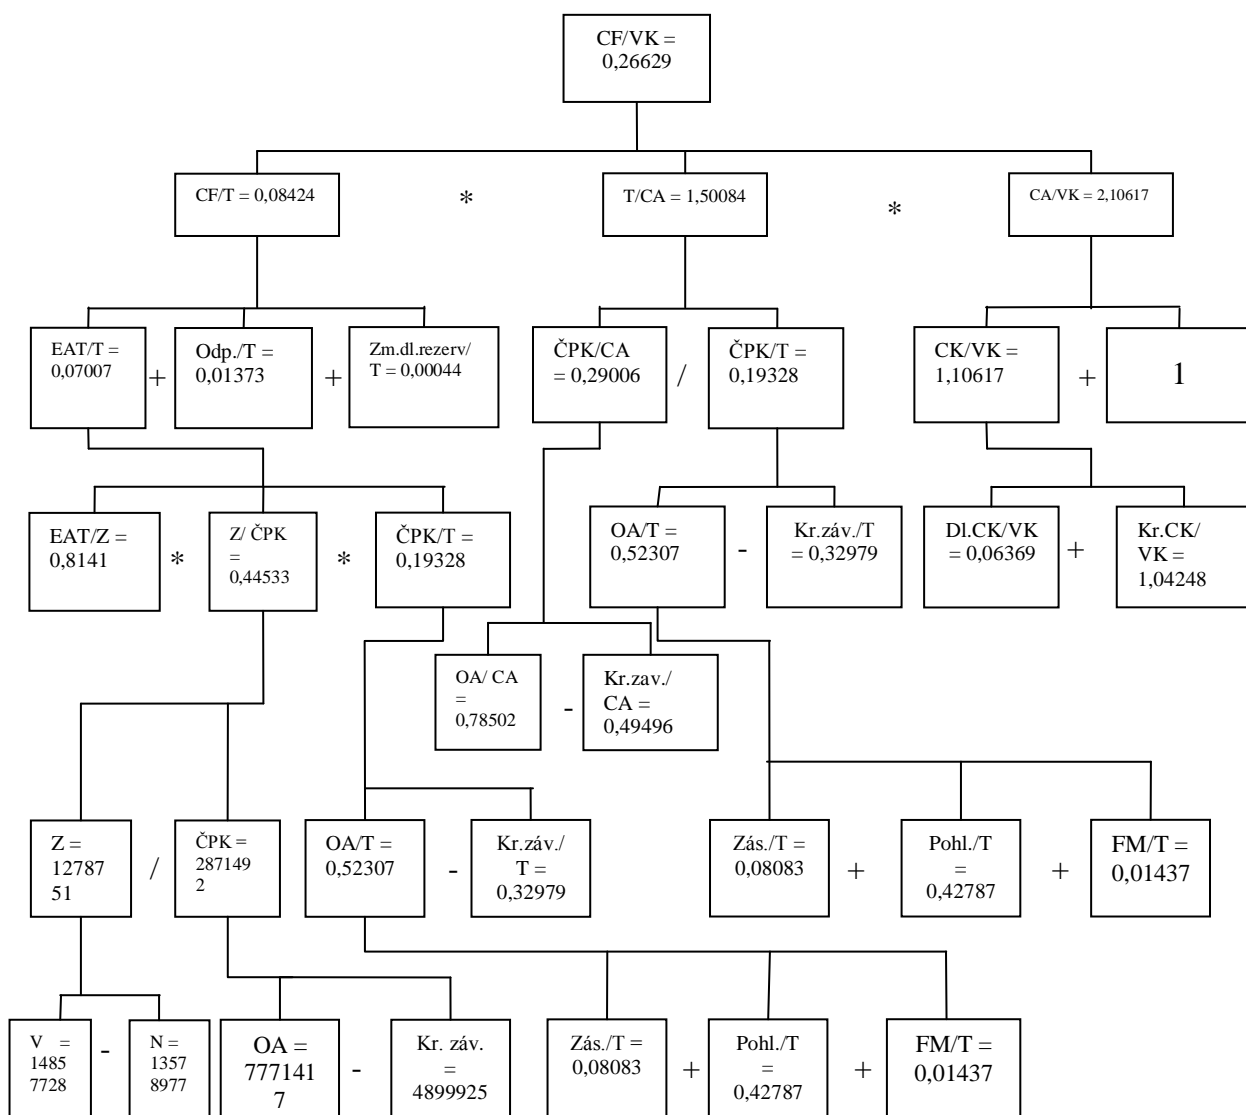 CF/VK =
0,26629
CF/T = 0,08424
*
T/CA = 1,50084
*
CA/VK = 2,10617
EAT/T =
0,07007
+
Odp./T =
0,01373
+
Zm.dl.rezerv/
T = 0,00044
ČPK/CA
= 0,29006
/
ČPK/T =
0,19328
CK/VK =
1,10617
+
1
EAT/Z =
0,8141
*
Z/ ČPK
=
0,44533
*
ČPK/T =
0,19328
OA/T =
0,52307
-
Kr.záv./T
= 0,32979
Dl.CK/VK
= 0,06369
+
Kr.CK/
VK =
1,04248
OA/ CA
=
0,78502
-
Kr.zav./
CA =
0,49496
Z =
12787
51
/
ČPK =
287149
2
OA/T =
0,52307
-
Kr.záv./
T =
0,32979
Zás./T =
0,08083
+
Pohl./T
=
0,42787
+
FM/T =
0,01437
V =
1485
7728
-
N =
1357
8977
OA =
777141
7
-
Kr. záv.
=
4899925
Zás./T =
0,08083
+
Pohl./T
=
0,42787
+
FM/T =
0,01437